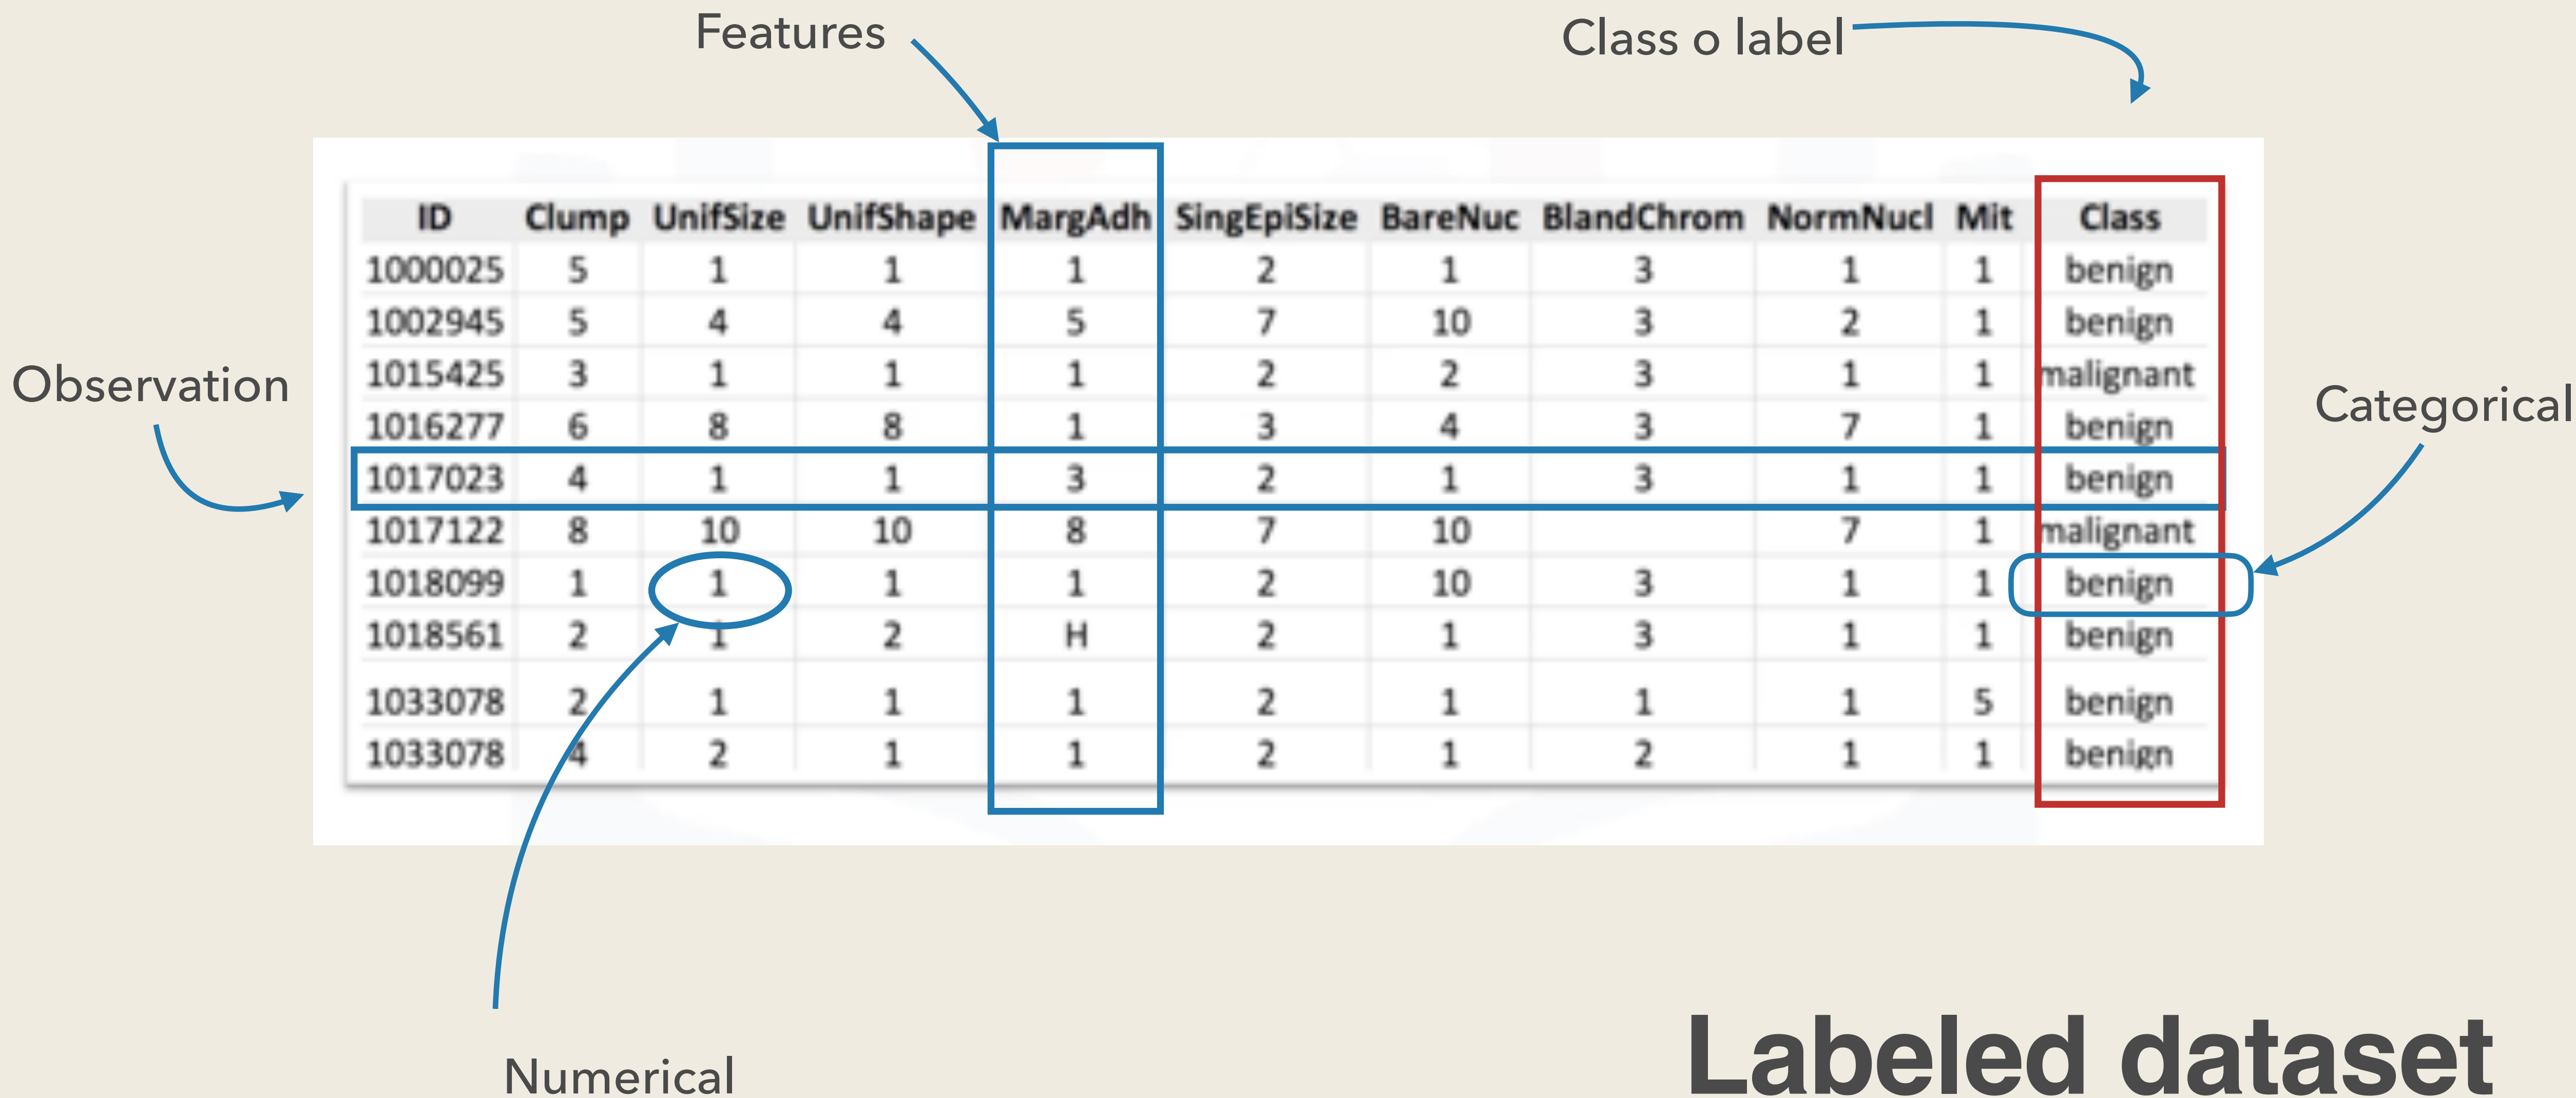 Features
Class o label
ID Clump UnifSize UnifShape MargAdh SingEpiSize BareNuc BlandChrom NormNucl Mit Class
1000025 5 1 1 1 2 1 3 1 1 benign
1002945 5 4 4 5 7 10 3 2 1 benign
1015425 3 1 1 1 2 2 3 1 1 malignant
1016277 6 8 8 1 3 4 3 7 1 benign
1017023 4 1 1 3 2 1 3 1 1 benign
1017122 8 10 10 8 7 10 7 1 malignant
1018099 1 1 1 1 2 10 3 1 1 benign
1018561 2 1 2 H 2 1 3 1 1 benign
1033078 2 1 1 1 2 1 1 1 5 benign
1033078 4 2 1 1 2 1 2 1 1 benign
Observation
Categorical
Numerical
Labeled dataset